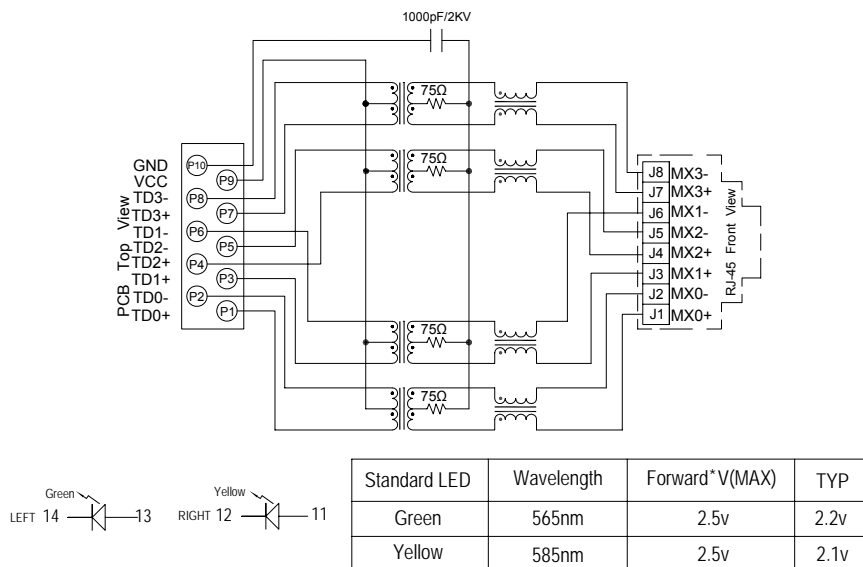 1000pF/2KV
75Ω
75Ω
75Ω
75Ω
PCB Top View
GND P10
VCC P9
TD3- P8
TD3+ P7
TD1- P6
TD2- P5
TD2+ P4
TD1+ P3
TD0- P2
TD0+ P1
J8 MX3-
J7 MX3+
J6 MX1-
J5 MX2-
J4 MX2+
J3 MX1+
J2 MX0-
J1 MX0+
RJ-45 Front View
Green
LEFT 14 13
Yellow
RIGHT 12 11
Standard LED Wavelength Forward*V(MAX) TYP
Green 565nm 2.5v 2.2v
Yellow 585nm 2.5v 2.1v